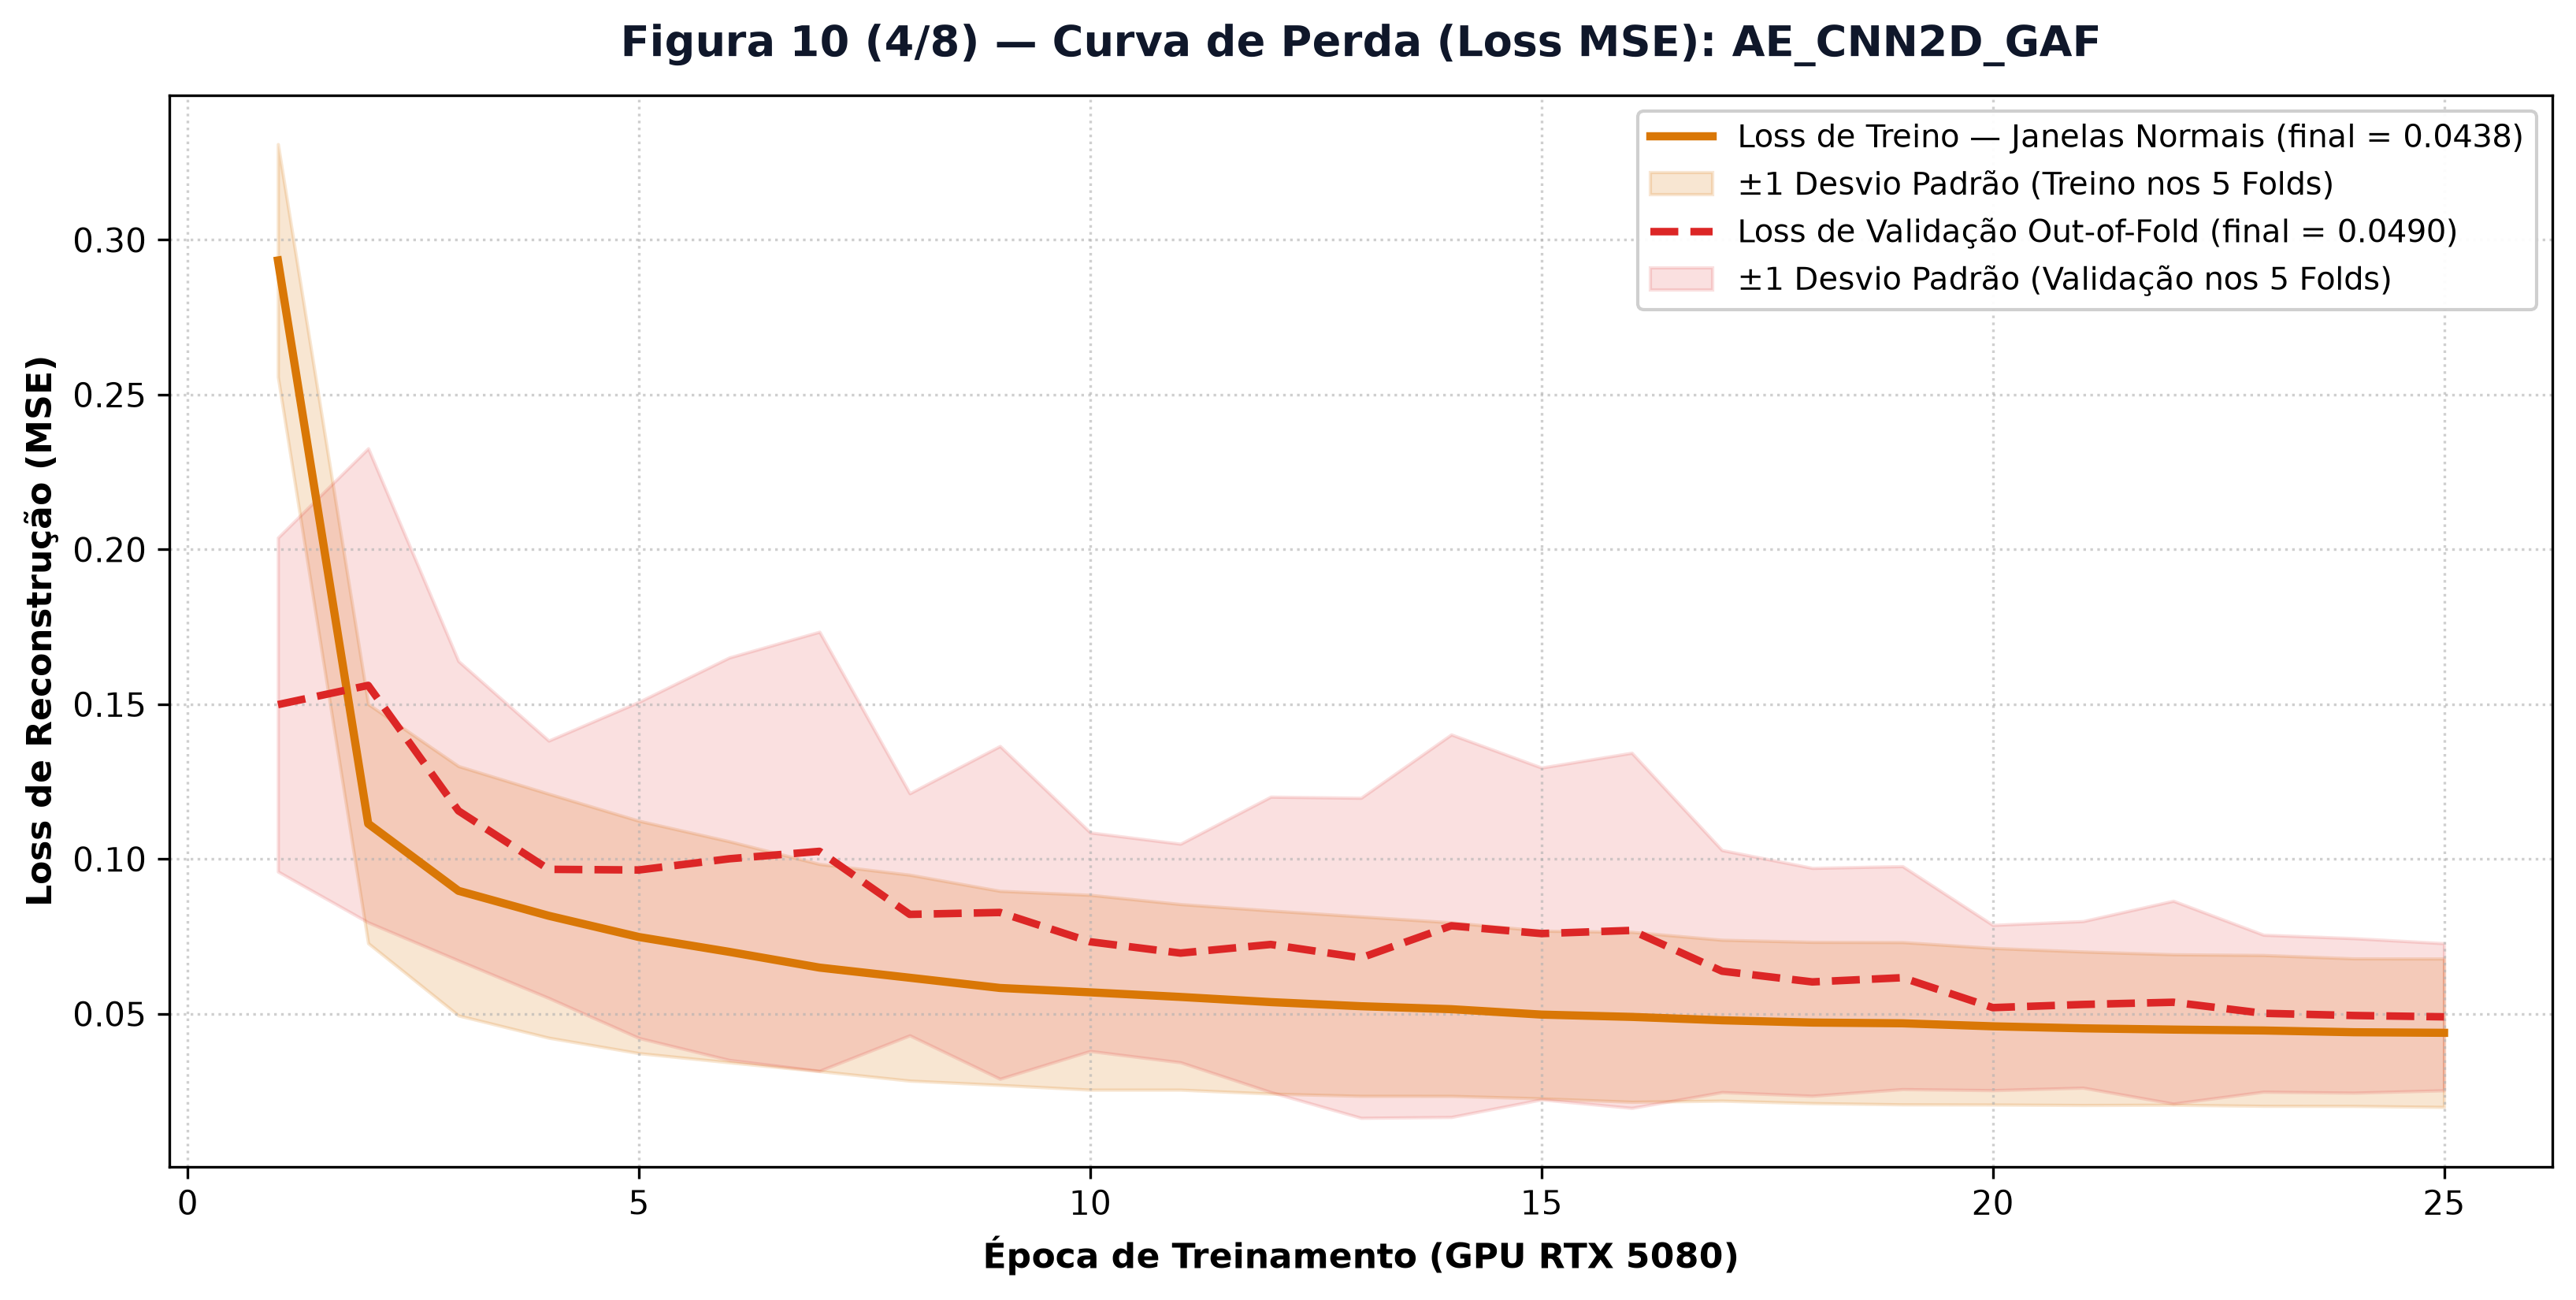 Figura 10 (4/8) — Curva de Perda (Loss MSE): AE_CNN2D_GAF
Loss de Treino — Janelas Normais (final = 0.0438)
±1 Desvio Padrão (Treino nos 5 Folds)
Loss de Validação Out-of-Fold (final = 0.0490)
±1 Desvio Padrão (Validação nos 5 Folds)
Loss de Reconstrução (MSE)
0.30
0.25
0.20
0.15
0.10
0.05
0 5 10 15 20 25
Época de Treinamento (GPU RTX 5080)